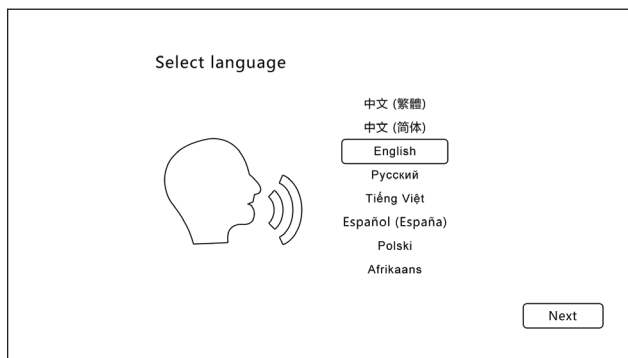 Select language
中文 (繁體)
中文 (简体)
English
Русский
Tiếng Việt
Español (España)
Polski
Afrikaans
Next